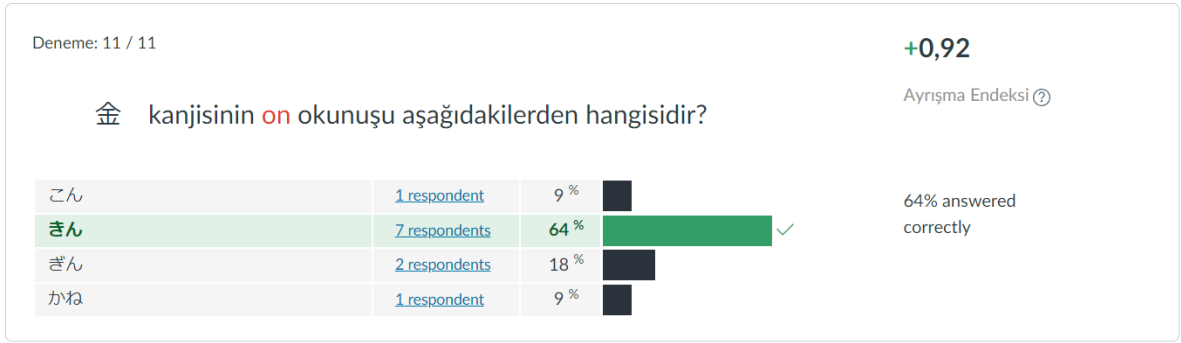 Deneme: 11 / 11
+0,92
Ayrışma Endeksi ?
金 kanjisinin on okunuşu aşağıdakilerden hangisidir?
こん 1 respondent 9 %
きん 7 respondents 64 %
ぎん 2 respondents 18 %
かね 1 respondent 9 %
64% answered
correctly